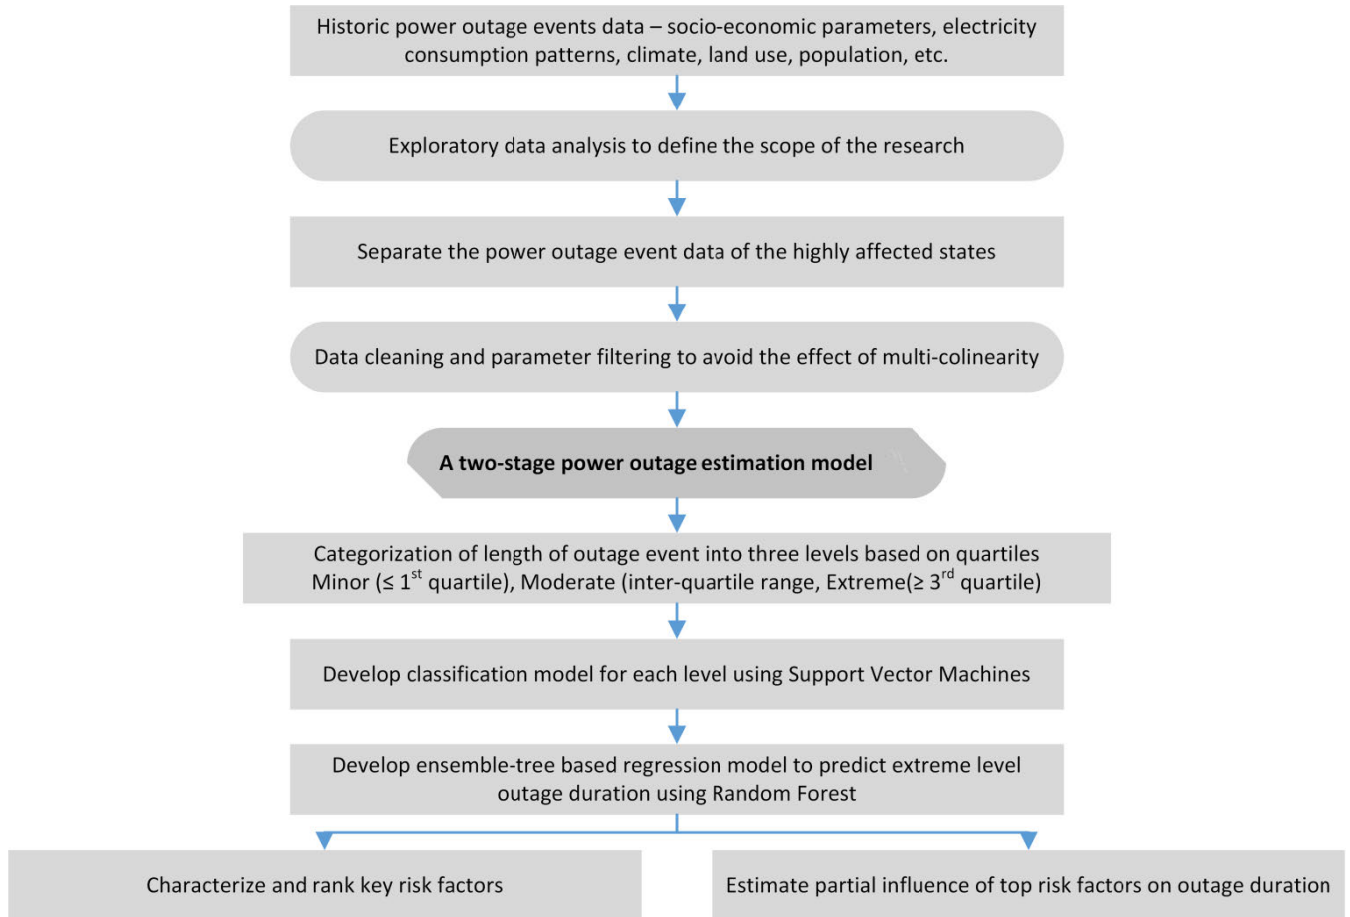 Historic power outage events data – socio-economic parameters, electricity
consumption patterns, climate, land use, population, etc.
Exploratory data analysis to define the scope of the research
Separate the power outage event data of the highly affected states
Data cleaning and parameter filtering to avoid the effect of multi-colinearity
A two-stage power outage estimation model
Categorization of length of outage event into three levels based on quartiles
Minor (≤ 1st quartile), Moderate (inter-quartile range, Extreme(≥ 3rd quartile)
Develop classification model for each level using Support Vector Machines
Develop ensemble-tree based regression model to predict extreme level
outage duration using Random Forest
Characterize and rank key risk factors
Estimate partial influence of top risk factors on outage duration